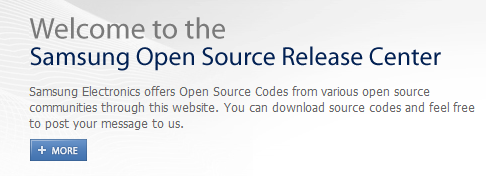 Welcome to the
Samsung Open Source Release Center
Samsung Electronics offers Open Source Codes from various open source
communities through this website. You can download source codes and feel free
to post your message to us.
+ MORE